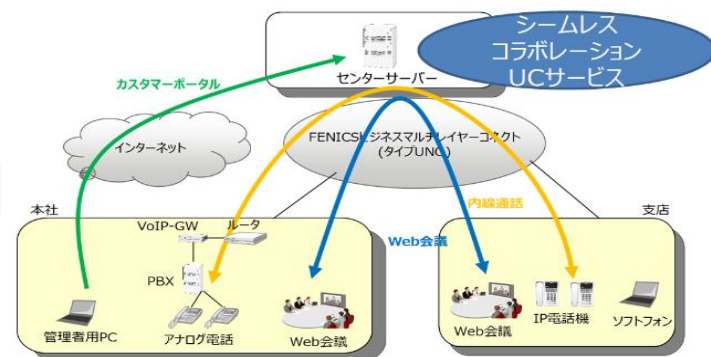 シームレス
コラボレーション
UCサービス
センターサーバー
カスタマーポータル
インターネット
FENICSビジネスマルチレイヤーコネクト
(タイプUNO)
本社
VoIP-GW
ルータ
PBX
管理者用PC
アナログ電話
Web会議
内線通話
Web会議
支店
Web会議
IP電話機
ソフトフォン